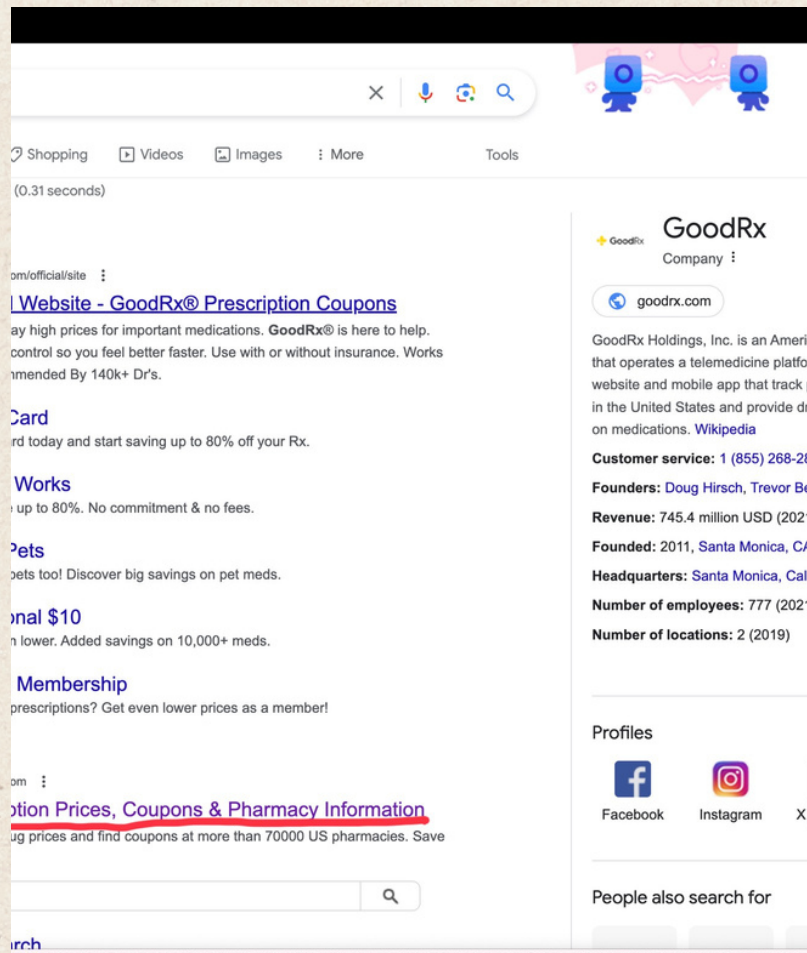 Shopping Videos Images More Tools
(0.31 seconds)
om/official/site
Website - GoodRx® Prescription Coupons
ay high prices for important medications. GoodRx® is here to help.
control so you feel better faster. Use with or without insurance. Works
mmended By 140k+ Dr's.
Card
rd today and start saving up to 80% off your Rx.
Works
up to 80%. No commitment & no fees.
Pets
pets too! Discover big savings on pet meds.
onal $10
n lower. Added savings on 10,000+ meds.
Membership
prescriptions? Get even lower prices as a member!
om
ption Prices, Coupons & Pharmacy Information
ug prices and find coupons at more than 70000 US pharmacies. Save
rch
GoodRx
GoodRx
Company
goodrx.com
GoodRx Holdings, Inc. is an Ameri
that operates a telemedicine platfo
website and mobile app that track
in the United States and provide dr
on medications. Wikipedia
Customer service: 1 (855) 268-28
Founders: Doug Hirsch, Trevor Be
Revenue: 745.4 million USD (202
Founded: 2011, Santa Monica, CA
Headquarters: Santa Monica, Cal
Number of employees: 777 (202
Number of locations: 2 (2019)
Profiles
Facebook Instagram X
People also search for